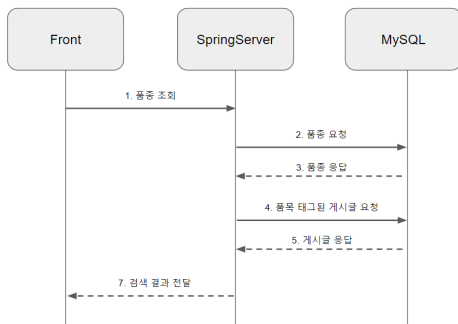 Front
SpringServer
MySQL
1. 품종 조회
2. 품종 요청
3. 품종 응답
4. 품목 태그된 게시글 요청
5. 게시글 응답
7. 검색 결과 전달